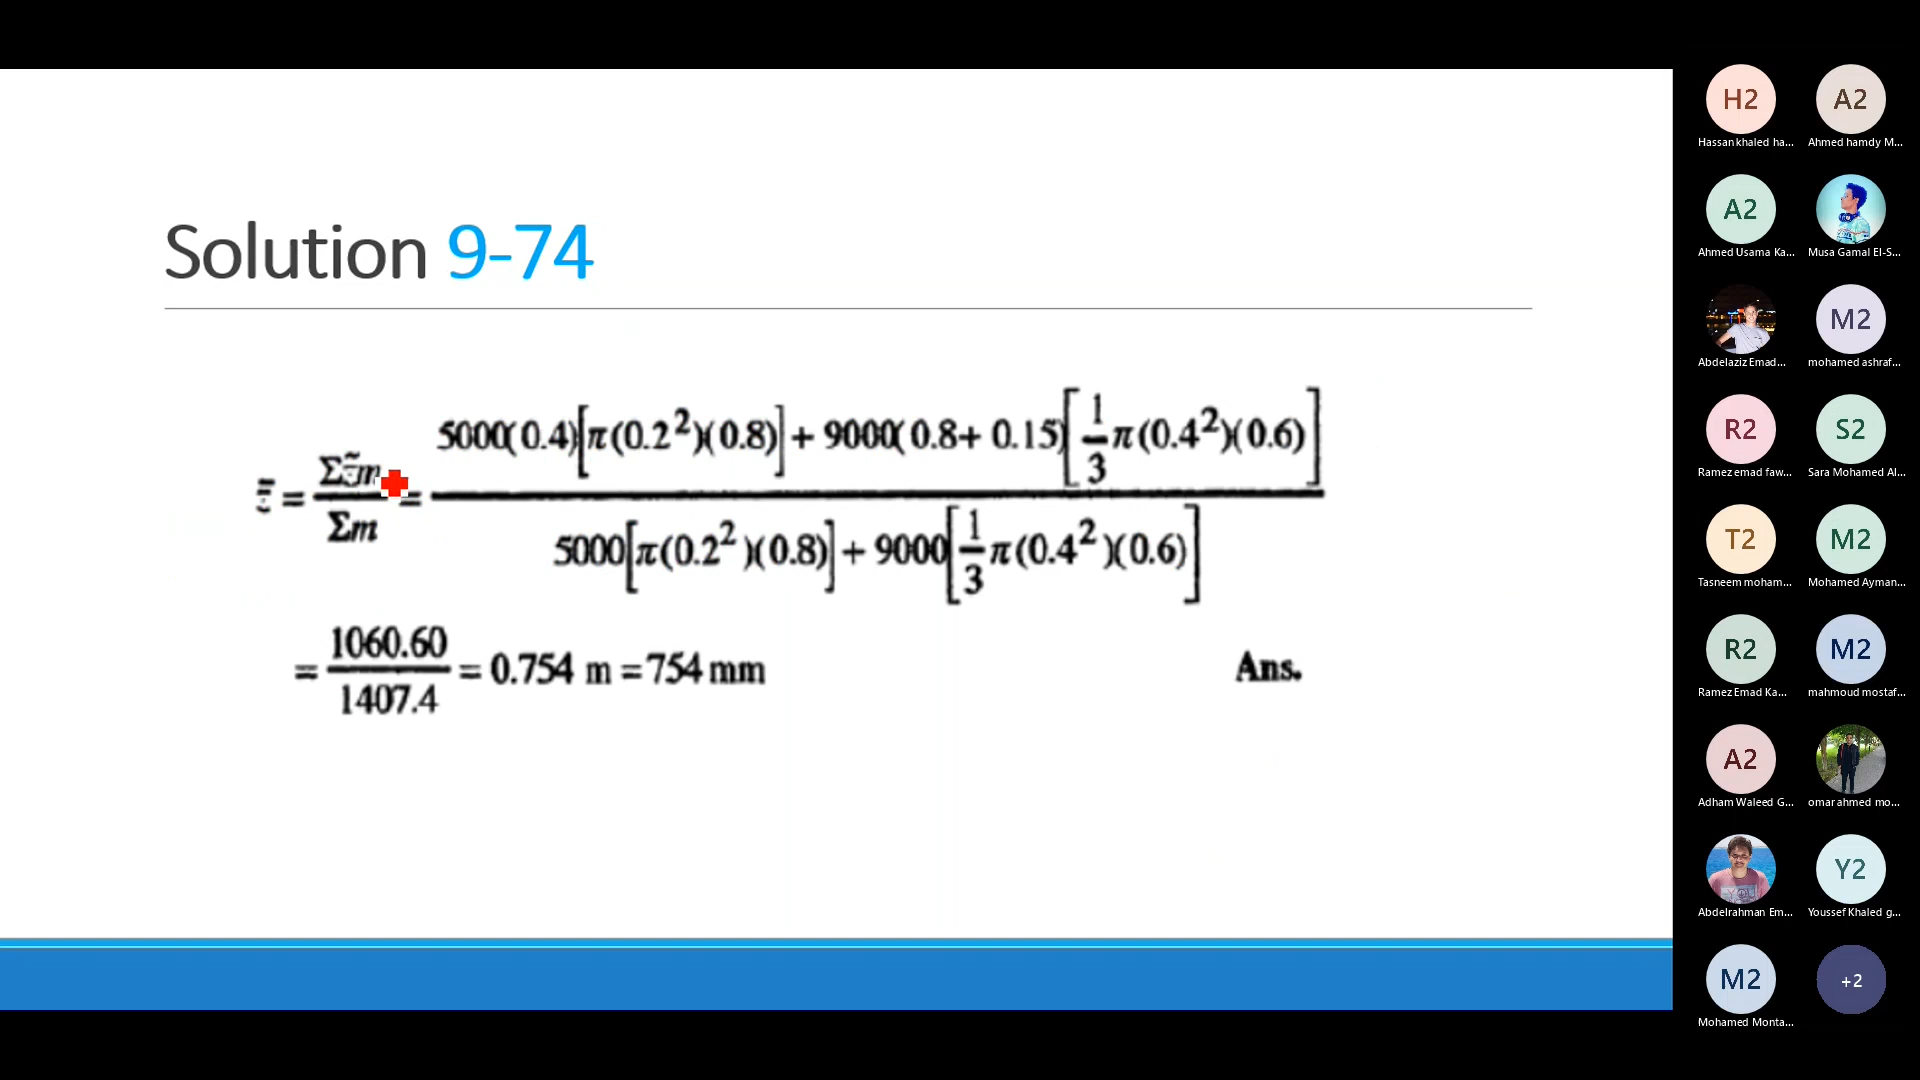 Solution 9-74
z̄ = Σz̃m / Σm = 5000(0.4)[π(0.2²)(0.8)] + 9000(0.8+ 0.15)[1/3 π(0.4²)(0.6)] / 5000[π(0.2²)(0.8)] + 9000[1/3 π(0.4²)(0.6)]
= 1060.60 / 1407.4 = 0.754 m = 754 mm Ans.
H2 A2
Hassan khaled ha... Ahmed hamdy M...
A2
Ahmed Usama Ka... Musa Gamal El-S...
M2
Abdelaziz Emad... mohamed ashraf...
R2 S2
Ramez emad faw... Sara Mohamed Al...
T2 M2
Tasneem moham... Mohamed Ayman...
R2 M2
Ramez Emad Ka... mahmoud mostaf...
A2
Adham Waleed G... omar ahmed mo...
Y2
Abdelrahman Em... Youssef Khaled g...
M2 +2
Mohamed Monta...